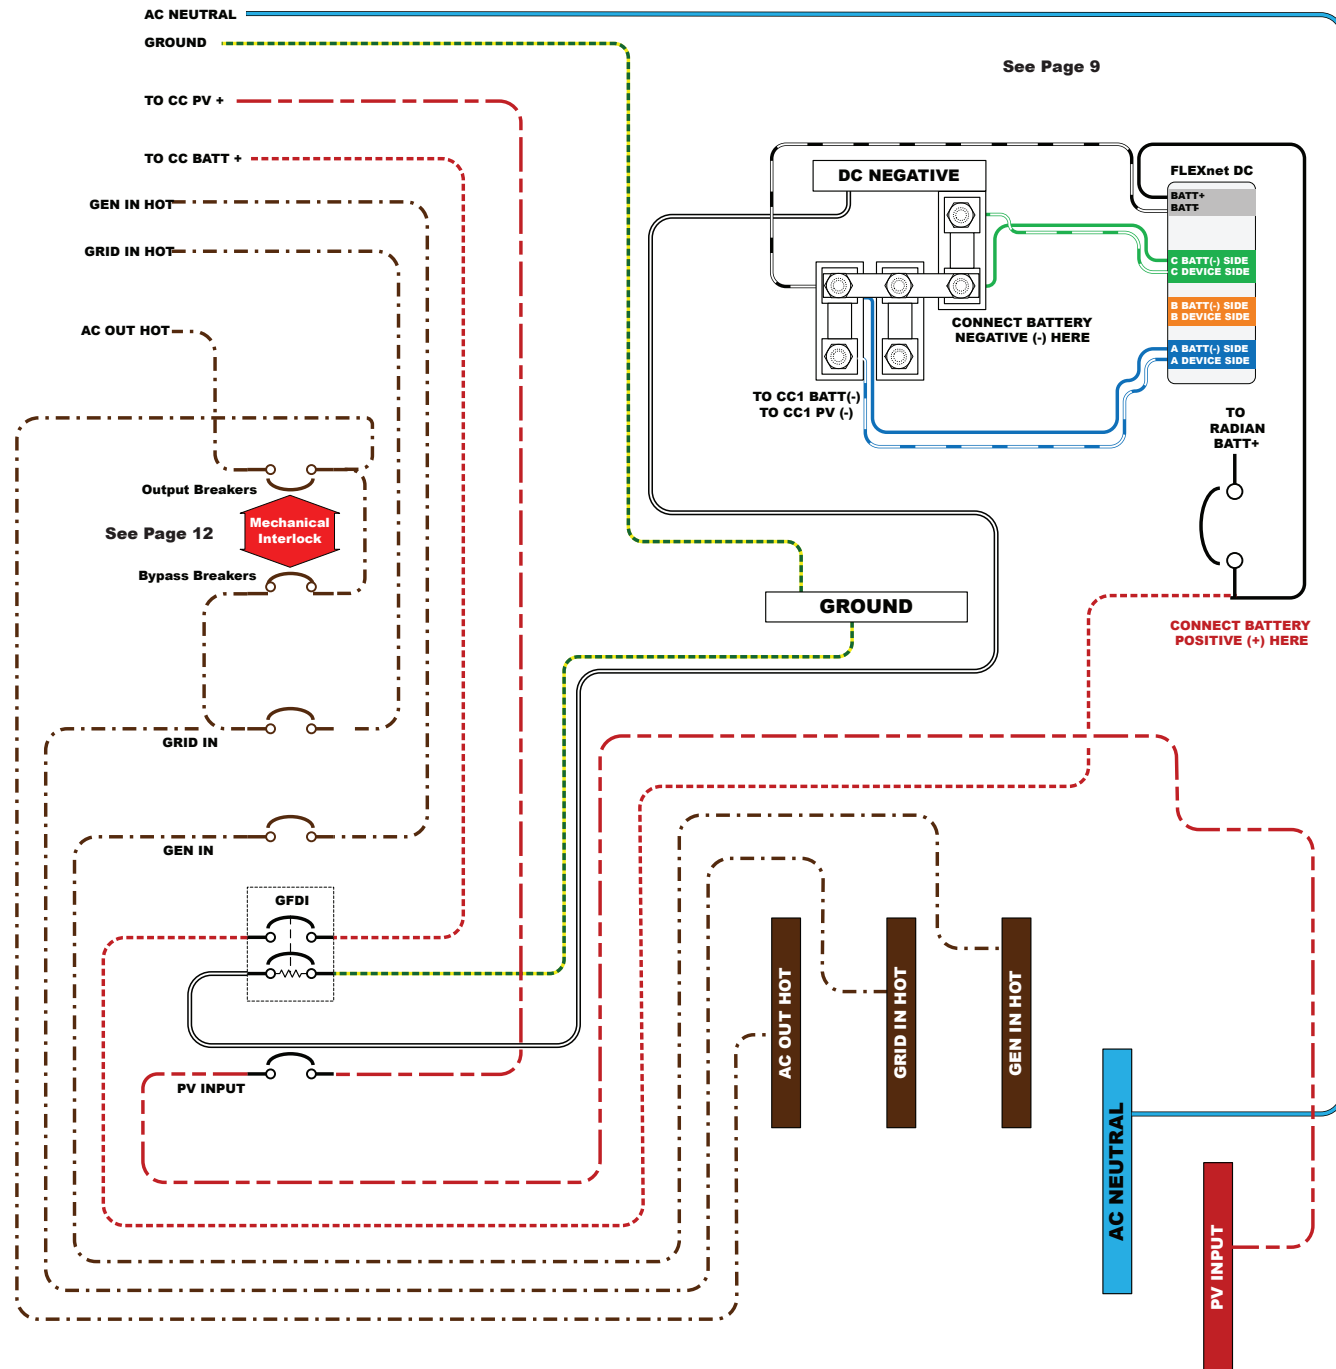 AC NEUTRAL
GROUND
See Page 9
TO CC PV +
TO CC BATT +
DC NEGATIVE
FLEXnet DC
BATT+
BATT-
GEN IN HOT
GRID IN HOT
C BATT(-) SIDE
C DEVICE SIDE
B BATT(-) SIDE
B DEVICE SIDE
AC OUT HOT
CONNECT BATTERY
NEGATIVE (-) HERE
A BATT(-) SIDE
A DEVICE SIDE
TO CC1 BATT(-)
TO CC1 PV (-)
TO
RADIAN
BATT+
Output Breakers
See Page 12
Mechanical
Interlock
Bypass Breakers
GROUND
CONNECT BATTERY
POSITIVE (+) HERE
GRID IN
GEN IN
GFDI
PV INPUT
AC OUT HOT
GRID IN HOT
GEN IN HOT
AC NEUTRAL
PV INPUT